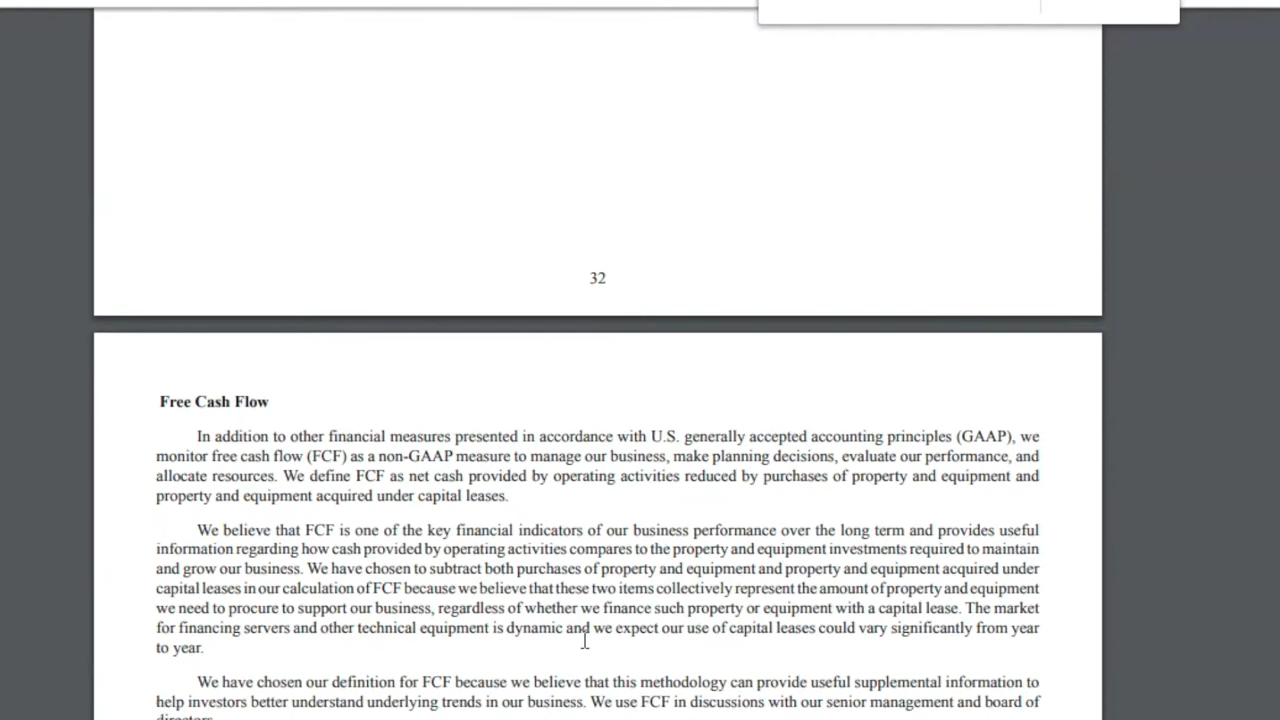 32
Free Cash Flow
In addition to other financial measures presented in accordance with U.S. generally accepted accounting principles (GAAP), we
monitor free cash flow (FCF) as a non-GAAP measure to manage our business, make planning decisions, evaluate our performance, and
allocate resources. We define FCF as net cash provided by operating activities reduced by purchases of property and equipment and
property and equipment acquired under capital leases.
We believe that FCF is one of the key financial indicators of our business performance over the long term and provides useful
information regarding how cash provided by operating activities compares to the property and equipment investments required to maintain
and grow our business. We have chosen to subtract both purchases of property and equipment and property and equipment acquired under
capital leases in our calculation of FCF because we believe that these two items collectively represent the amount of property and equipment
we need to procure to support our business, regardless of whether we finance such property or equipment with a capital lease. The market
for financing servers and other technical equipment is dynamic and we expect our use of capital leases could vary significantly from year
to year.
We have chosen our definition for FCF because we believe that this methodology can provide useful supplemental information to
help investors better understand underlying trends in our business. We use FCF in discussions with our senior management and board of